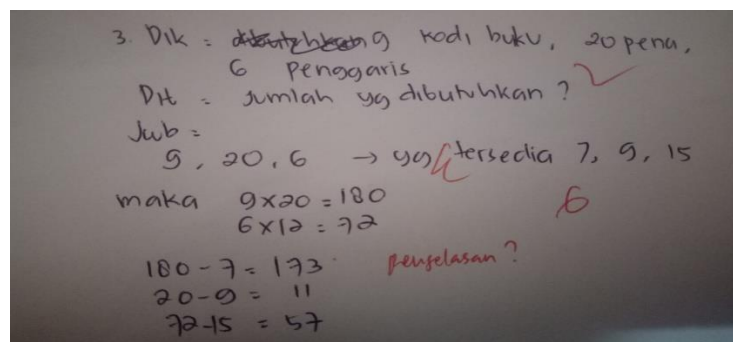 3. Dik = 9 kodi buku, 20 pena,
6 Penggaris
Dit = Jumlah yg dibutuhkan ?
Jwb =
9, 20, 6 → yg tersedia 7, 9, 15
maka 9x20 = 180
6x12 = 72
6
180 - 7 = 173
penjelasan ?
20 - 9 = 11
72-15 = 57